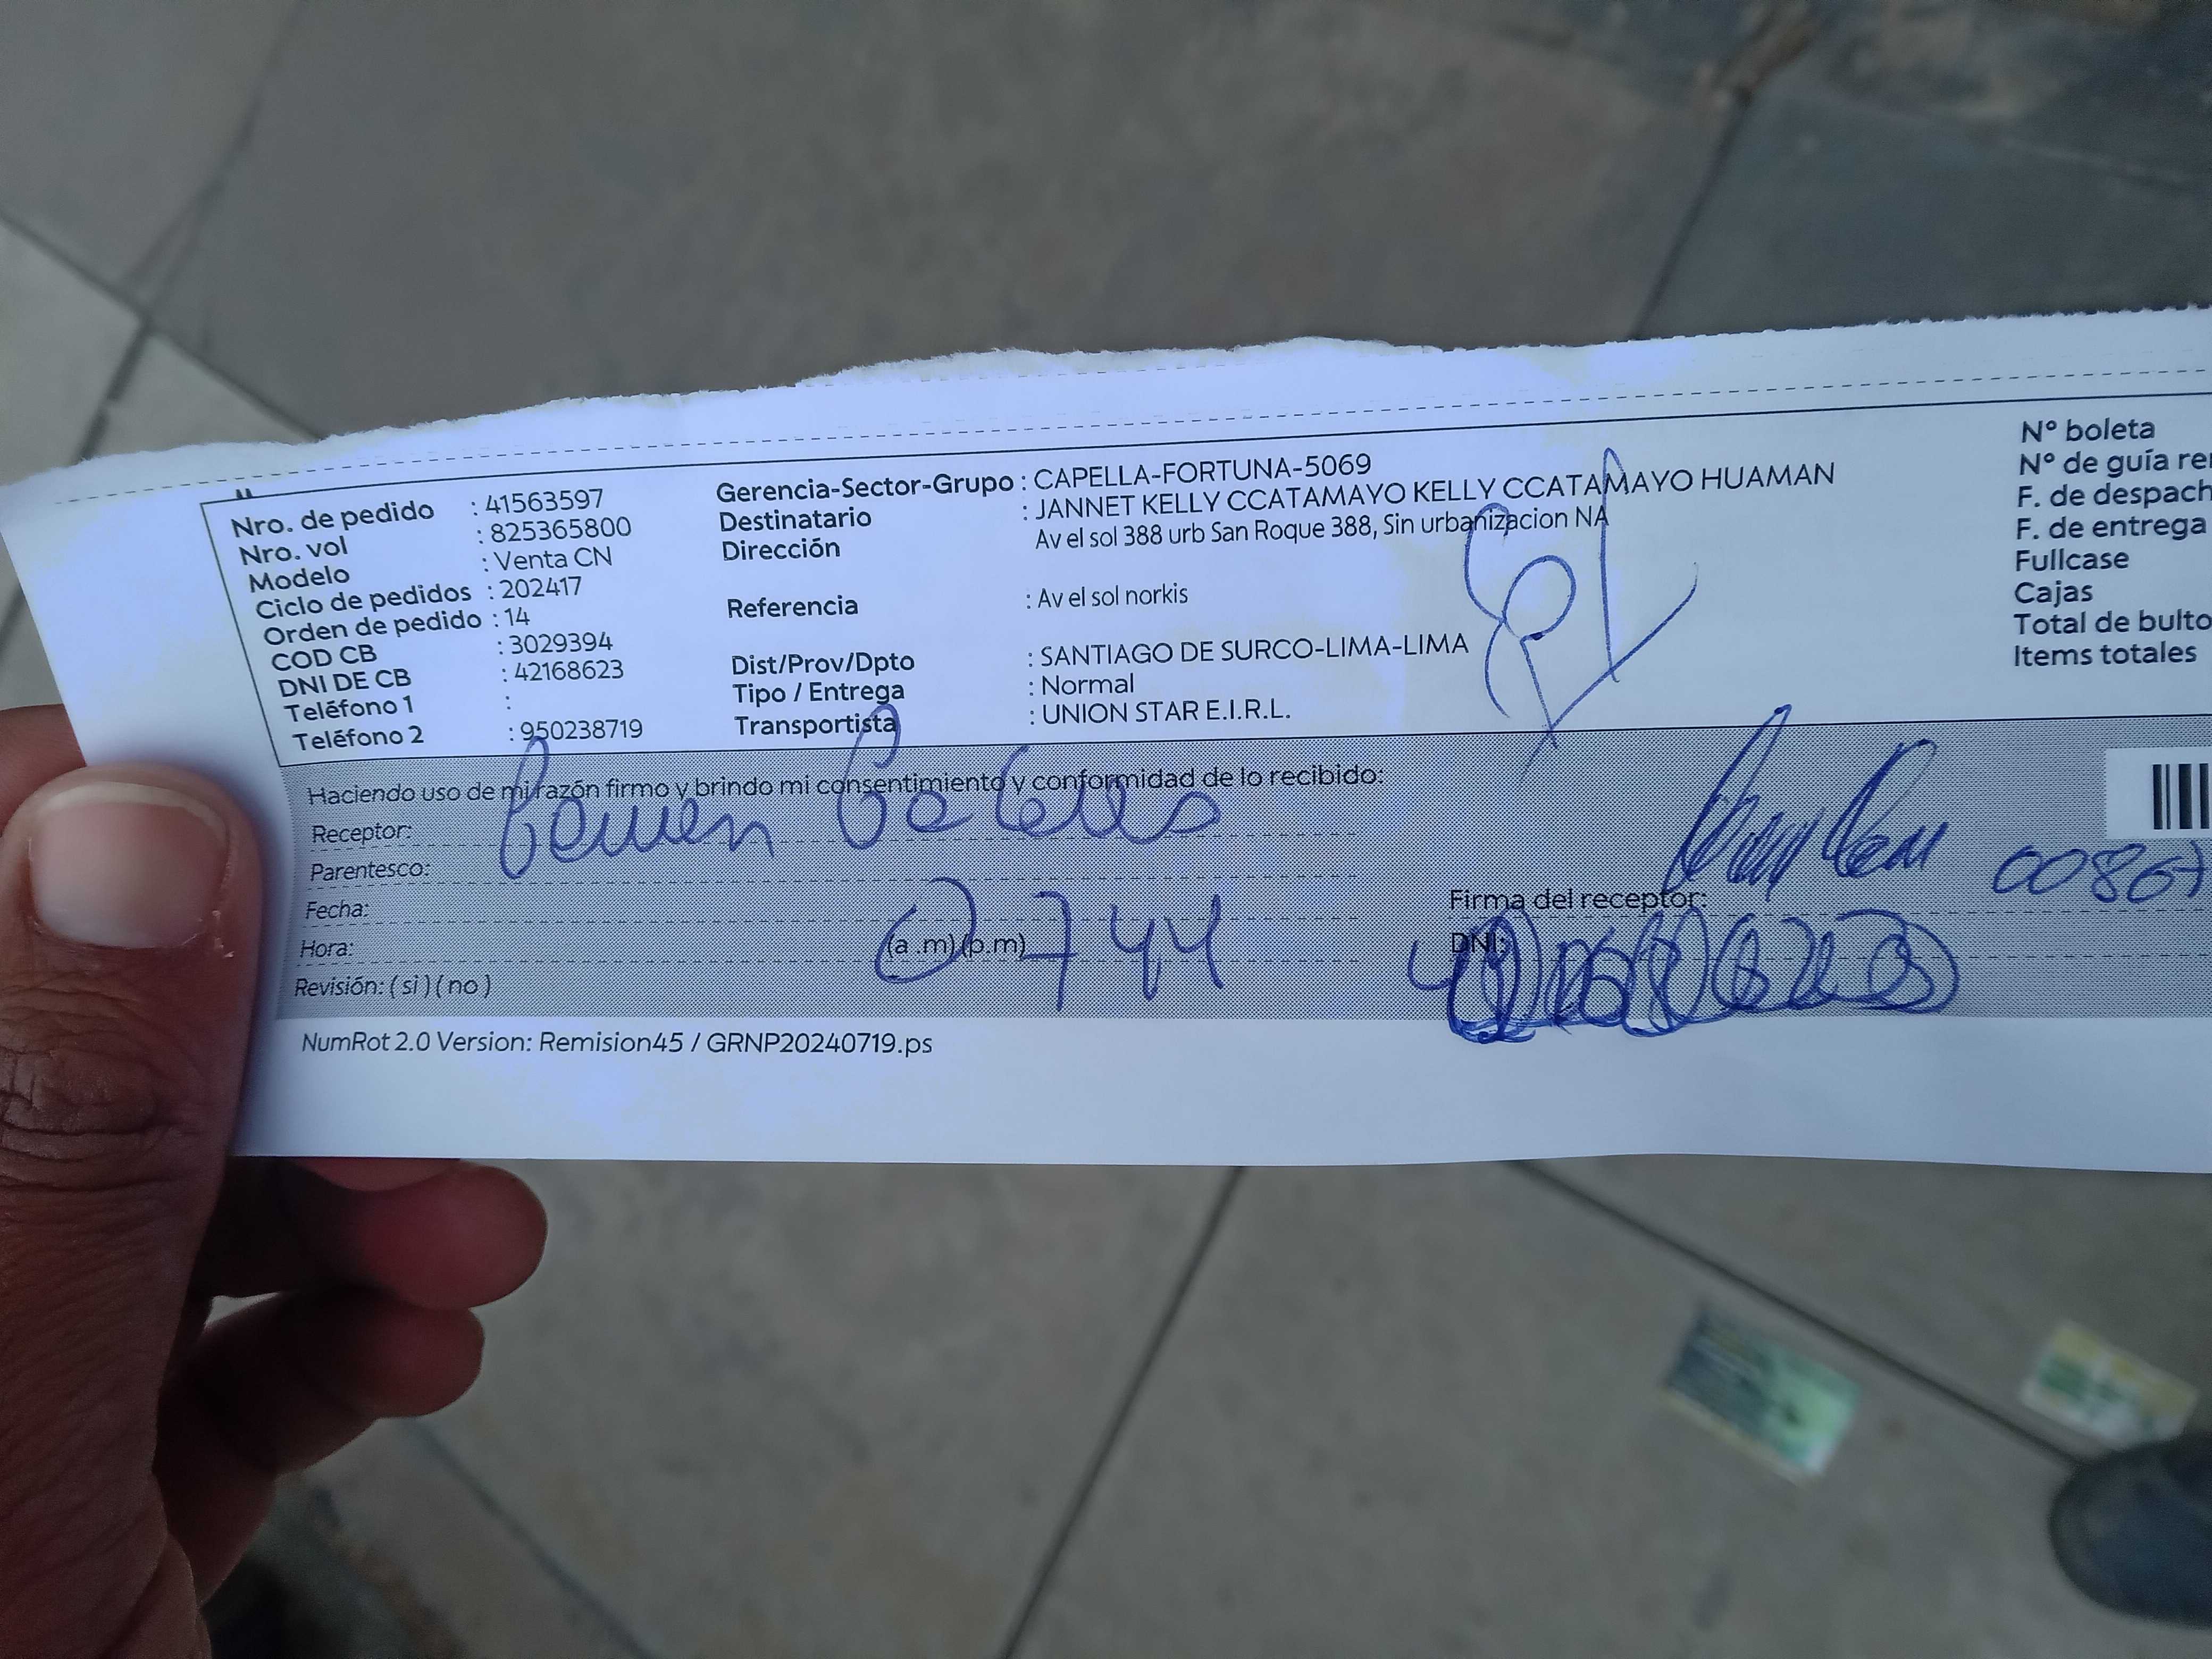 Nro. de pedido : 41563597
Nro. vol : 825365800
Modelo : Venta CN
Ciclo de pedidos : 202417
Orden de pedido : 14
COD CB : 3029394
DNI DE CB : 42168623
Teléfono 1 :
Teléfono 2 : 950238719
Gerencia-Sector-Grupo : CAPELLA-FORTUNA-5069
Destinatario : JANNET KELLY CCATAMAYO KELLY CCATAMAYO HUAMAN
Dirección Av el sol 388 urb San Roque 388, Sin urbanizacion NA
Referencia : Av el sol norkis
Dist/Prov/Dpto : SANTIAGO DE SURCO-LIMA-LIMA
Tipo / Entrega : Normal
Transportista : UNION STAR E.I.R.L.
N° boleta
N° de guía
F. de
F. de entrega
Fullcase
Cajas
Total de
Items totales
Haciendo uso de mi razón firmo y brindo mi consentimiento y conformidad de lo recibido:
Receptor:
Parentesco:
Fecha:
Hora: (a .m) (p.m) 744
Revisión: ( si ) ( no )
Firma del receptor:
DNI:
NumRot 2.0 Version: Remision45 / GRNP20240719.ps